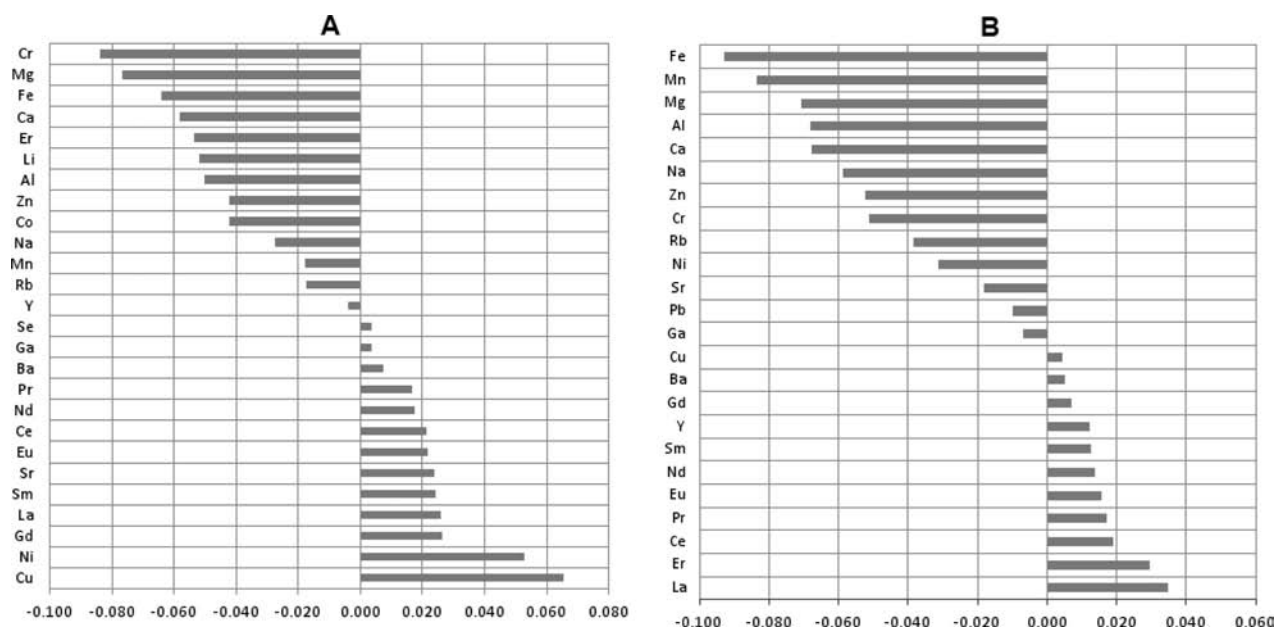 A
Cr
Mg
Fe
Ca
Er
Li
Al
Zn
Co
Na
Mn
Rb
Y
Se
Ga
Ba
Pr
Nd
Ce
Eu
Sr
Sm
La
Gd
Ni
Cu
-0.100 -0.080 -0.060 -0.040 -0.020 0.000 0.020 0.040 0.060 0.080
B
Fe
Mn
Mg
Al
Ca
Na
Zn
Cr
Rb
Ni
Sr
Pb
Ga
Cu
Ba
Gd
Y
Sm
Nd
Eu
Pr
Ce
Er
La
-0.100 -0.080 -0.060 -0.040 -0.020 0.000 0.020 0.040 0.060